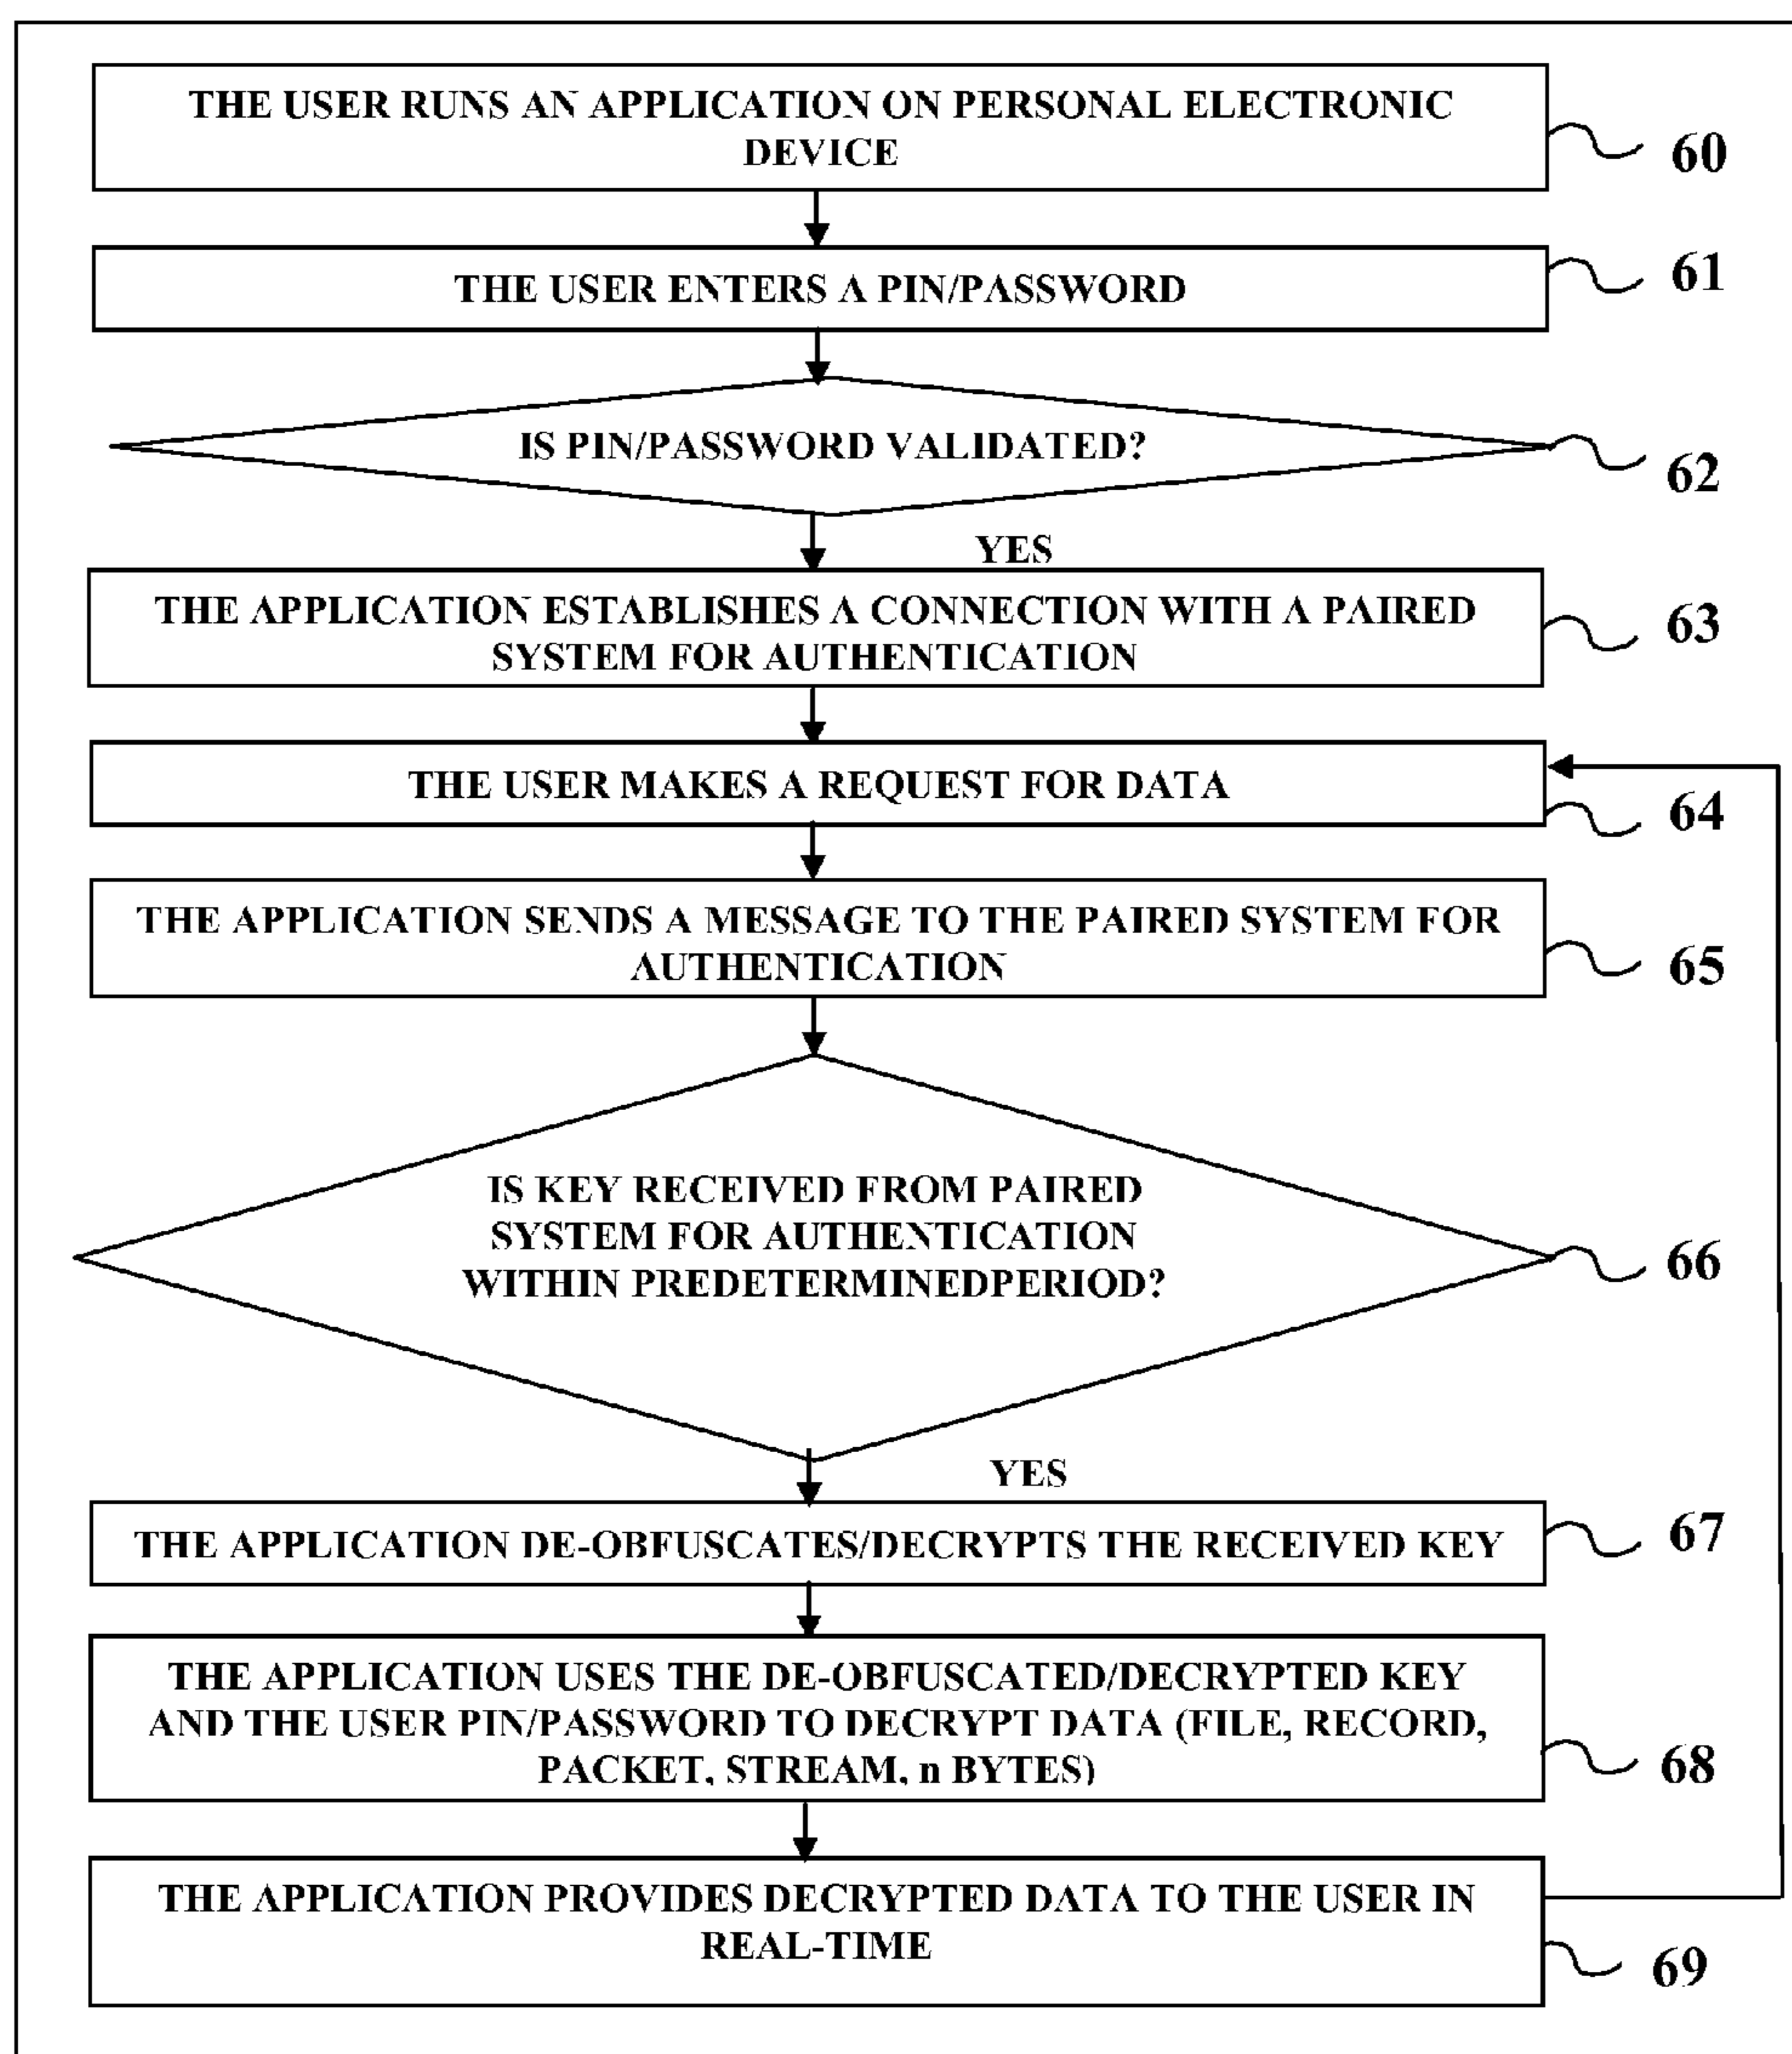 THE USER RUNS AN APPLICATION ON PERSONAL ELECTRONIC
DEVICE
60
THE USER ENTERS A PIN/PASSWORD
61
IS PIN/PASSWORD VALIDATED?
62
YES
THE APPLICATION ESTABLISHES A CONNECTION WITH A PAIRED
SYSTEM FOR AUTHENTICATION
63
THE USER MAKES A REQUEST FOR DATA
64
THE APPLICATION SENDS A MESSAGE TO THE PAIRED SYSTEM FOR
AUTHENTICATION
65
IS KEY RECEIVED FROM PAIRED
SYSTEM FOR AUTHENTICATION
WITHIN PREDETERMINEDPERIOD?
66
YES
THE APPLICATION DE-OBFUSCATES/DECRYPTS THE RECEIVED KEY
67
THE APPLICATION USES THE DE-OBFUSCATED/DECRYPTED KEY
AND THE USER PIN/PASSWORD TO DECRYPT DATA (FILE, RECORD,
PACKET, STREAM, n BYTES)
68
THE APPLICATION PROVIDES DECRYPTED DATA TO THE USER IN
REAL-TIME
69